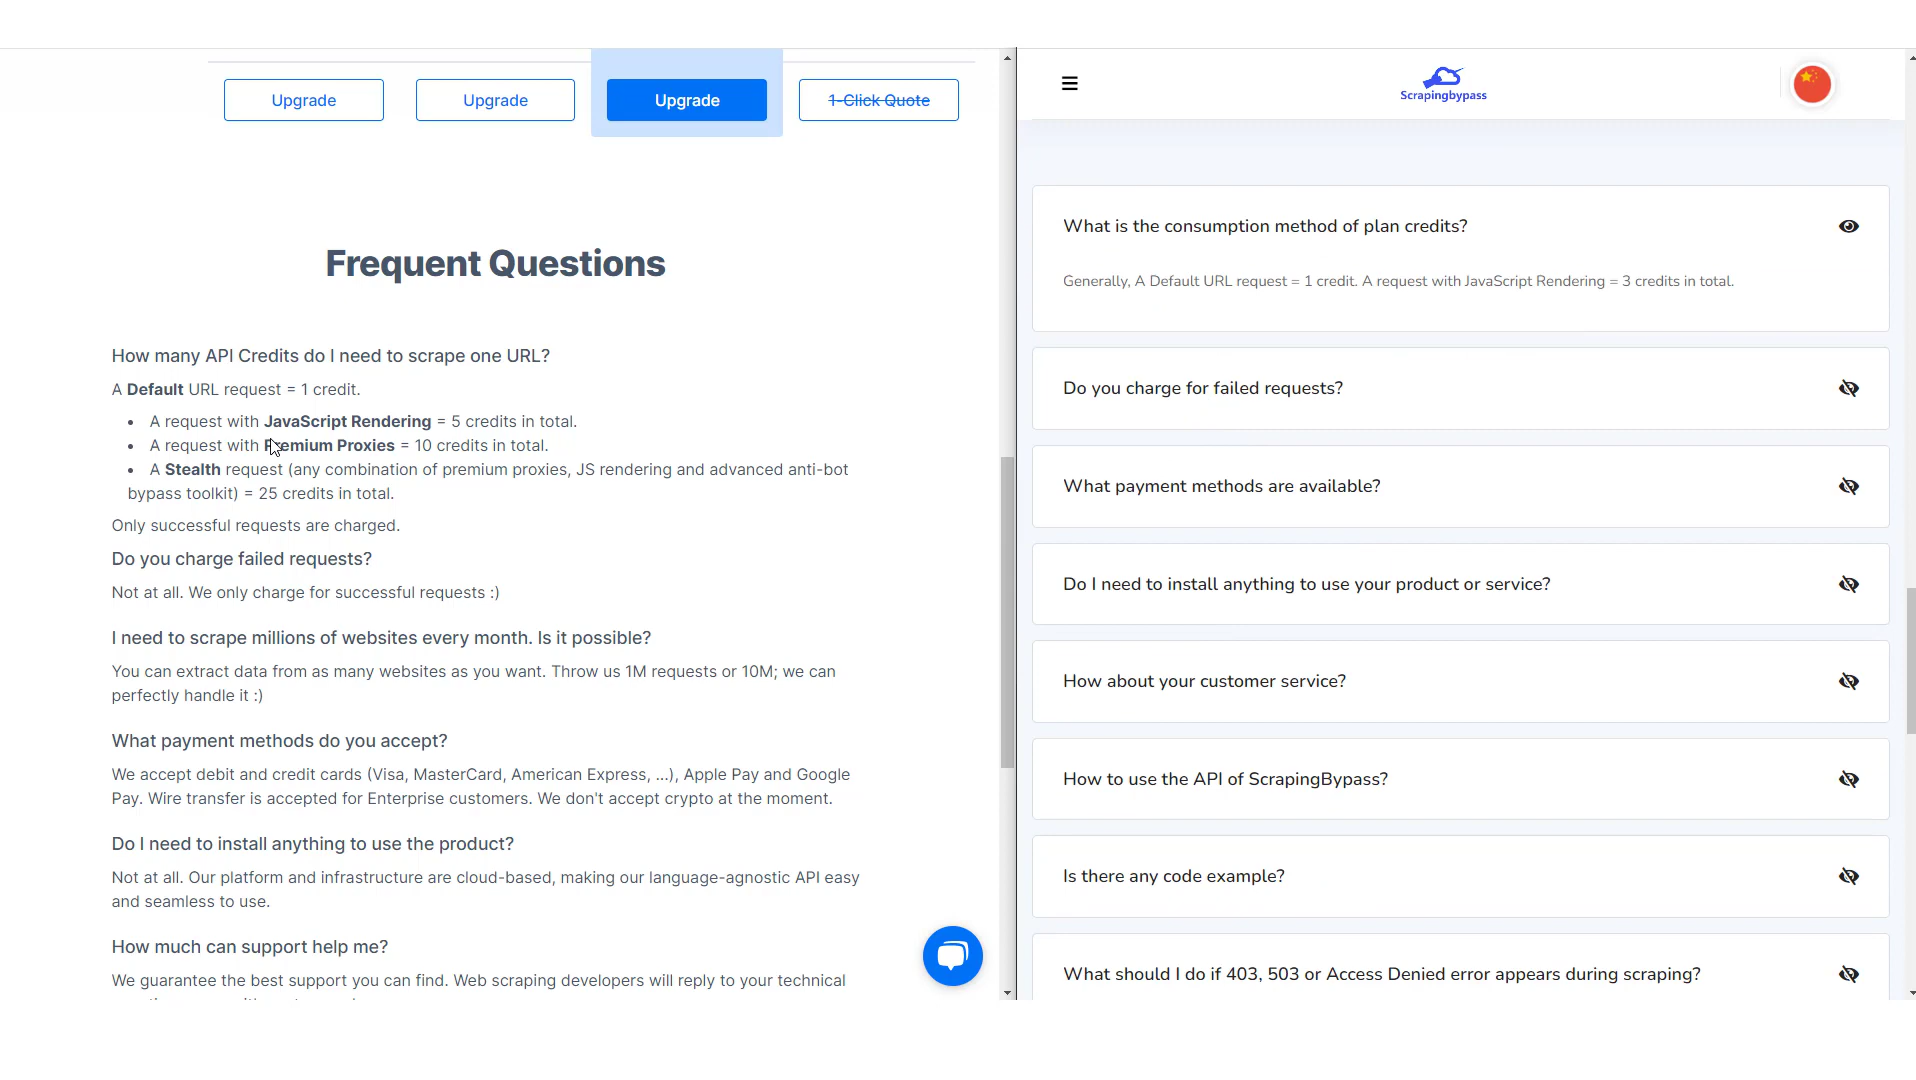 Upgrade
Upgrade
Upgrade
1-Click Quote
Frequent Questions
How many API Credits do I need to scrape one URL?
A Default URL request = 1 credit.
• A request with JavaScript Rendering = 5 credits in total.
• A request with Premium Proxies = 10 credits in total.
• A Stealth request (any combination of premium proxies, JS rendering and advanced anti-bot
bypass toolkit) = 25 credits in total.
Only successful requests are charged.
Do you charge failed requests?
Not at all. We only charge for successful requests :)
I need to scrape millions of websites every month. Is it possible?
You can extract data from as many websites as you want. Throw us 1M requests or 10M; we can
perfectly handle it :)
What payment methods do you accept?
We accept debit and credit cards (Visa, MasterCard, American Express, ...), Apple Pay and Google
Pay. Wire transfer is accepted for Enterprise customers. We don't accept crypto at the moment.
Do I need to install anything to use the product?
Not at all. Our platform and infrastructure are cloud-based, making our language-agnostic API easy
and seamless to use.
How much can support help me?
We guarantee the best support you can find. Web scraping developers will reply to your technical
Scrapingbypass
What is the consumption method of plan credits?
Generally, A Default URL request = 1 credit. A request with JavaScript Rendering = 3 credits in total.
Do you charge for failed requests?
What payment methods are available?
Do I need to install anything to use your product or service?
How about your customer service?
How to use the API of ScrapingBypass?
Is there any code example?
What should I do if 403, 503 or Access Denied error appears during scraping?